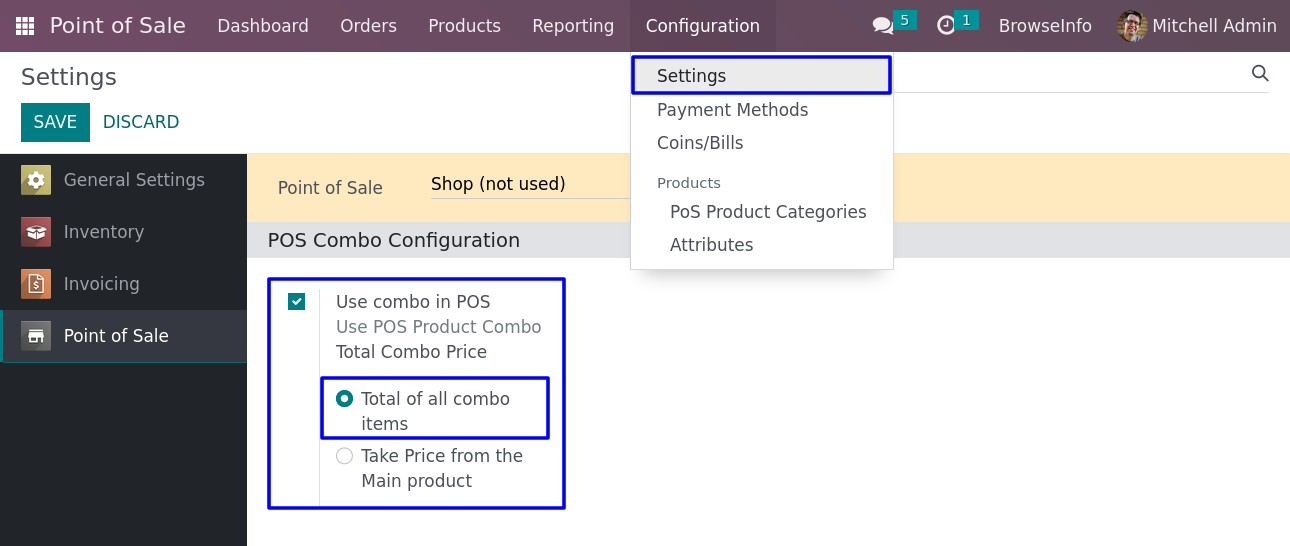 Point of Sale Dashboard Orders Products Reporting Configuration 5 1 BrowseInfo Mitchell Admin
Settings
SAVE DISCARD
Settings
Payment Methods
Coins/Bills
Products
PoS Product Categories
Attributes
General Settings
Inventory
Invoicing
Point of Sale
Point of Sale Shop (not used)
POS Combo Configuration
Use combo in POS
Use POS Product Combo
Total Combo Price
Total of all combo
items
Take Price from the
Main product